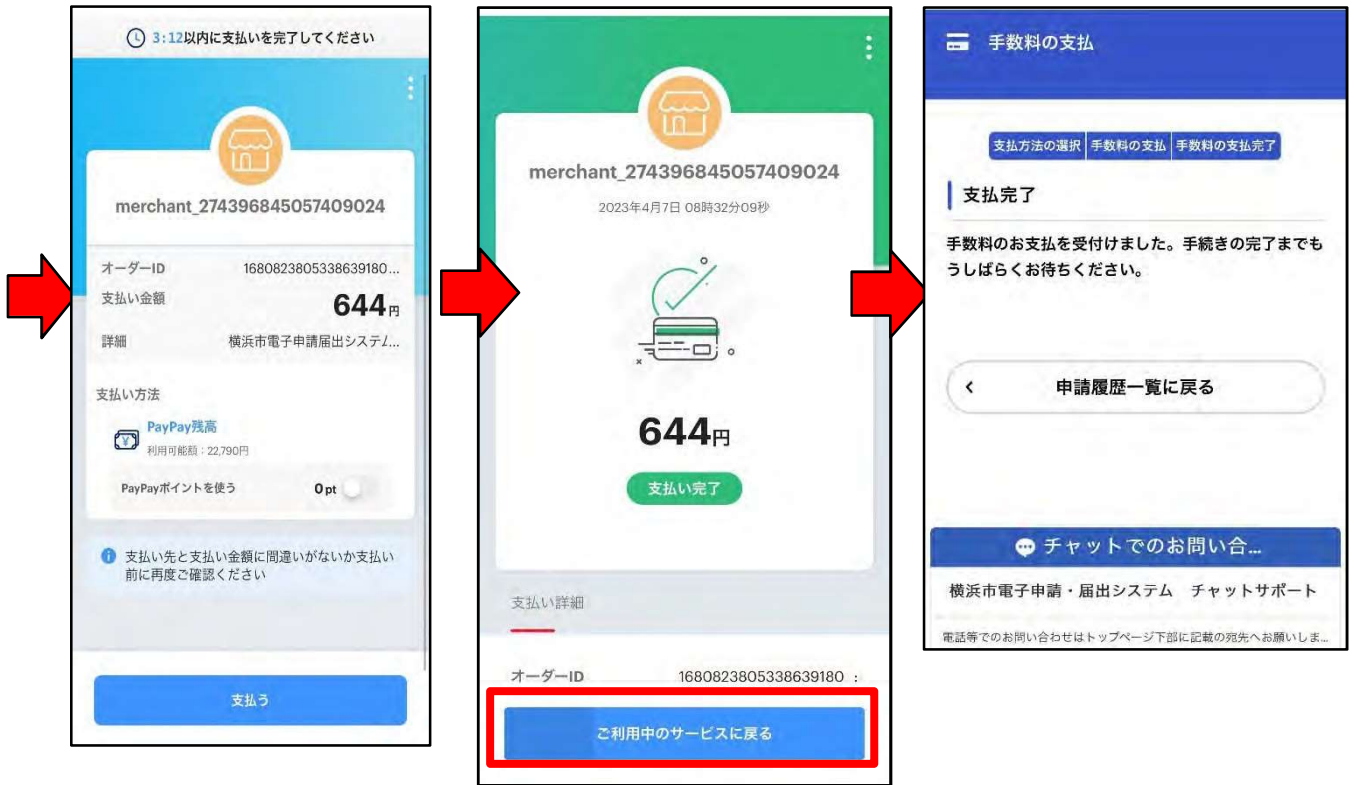 3:12以内に支払いを完了してください
merchant_274396845057409024
オーダーID 1680823805338639180...
支払い金額 644円
詳細 横浜市電子申請届出システム...
支払い方法
PayPay残高
利用可能額：22,790円
PayPayポイントを使う 0 pt
支払い先と支払い金額に間違いがないか支払い
前に再度ご確認ください
支払う
merchant_274396845057409024
2023年4月7日 08時32分09秒
644円
支払い完了
支払い詳細
オーダーID 1680823805338639180 :
ご利用中のサービスに戻る
手数料の支払
支払方法の選択 手数料の支払 手数料の支払完了
支払完了
手数料のお支払を受付けました。手続きの完了までも
うしばらくお待ちください。
申請履歴一覧に戻る
チャットでのお問い合...
横浜市電子申請・届出システム チャットサポート
電話等でのお問い合わせはトップページ下部に記載の宛先へお願いしま...